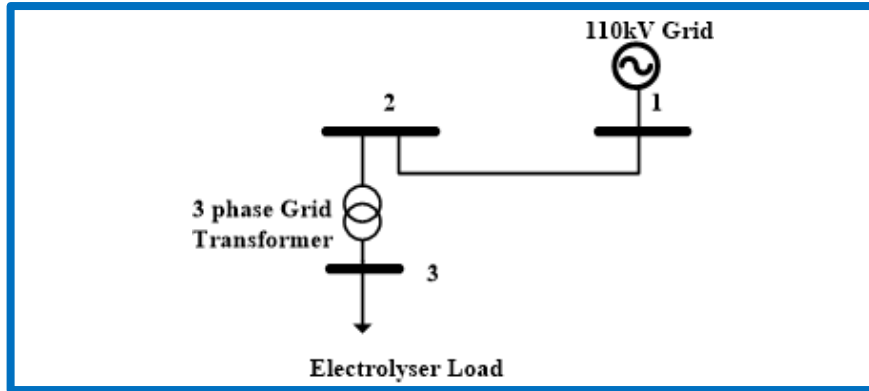 110kV Grid
1
2
3 phase Grid
Transformer
3
Electrolyser Load